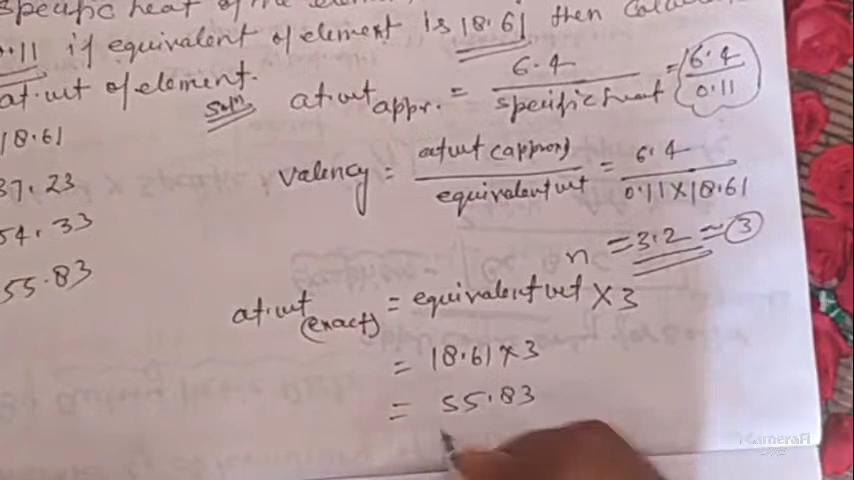 specific heat of the
.11 if equivalent of element is 18.61 then
at.wt of element.
18.61
37.23
54.33
55.83
Soln.
at.wt appr. = 6.4 / specific heat = 6.4 / 0.11
valency = at.wt (approx) / equivalent wt = 6.4 / 0.11 × 18.61
n = 3.2 ≈ 3
at.wt (exact) = equivalent wt × 3
= 18.61 × 3
= 55.83
iCameraFi